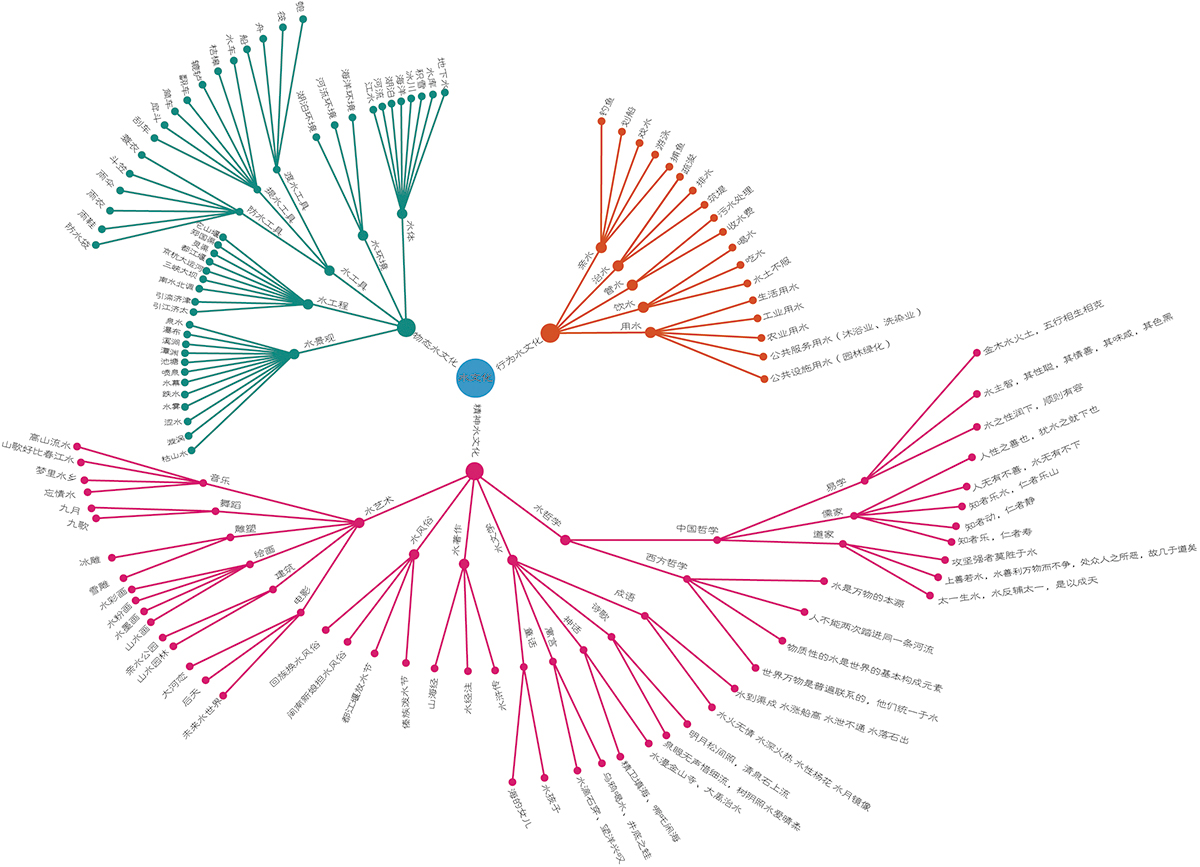 水文化
物态水文化
水体
地下水
水库
积雪
冰川
海洋
湖泊
河流
江水
水环境
海洋环境
河流环境
湖泊环境
水工具
渡水工具
筏
舟
船
提水工具
水车
桔槔
辘轳
翻车
筒车
戽斗
刮车
防水工具
蓑衣
斗笠
雨伞
雨衣
雨鞋
防水袋
水工程
它山堰
郑国渠
灵渠
都江堰
京杭大运河
三峡大坝
南水北调
引滦济津
引江济太
水景观
泉水
瀑布
溪涧
潭渊
池塘
喷泉
水幕
跌水
水雾
涩水
漩涡
枯山水
行为水文化
亲水
钓鱼
划船
戏水
游泳
捕鱼
治水
疏浚
排水
筑堤
管水
污水处理
收水费
饮水
喝水
吃水
水土不服
用水
生活用水
工业用水
农业用水
公共服务用水（沐浴业、洗染业）
公共设施用水（园林绿化）
精神水文化
水艺术
音乐
高山流水
山歌好比春江水
梦里水乡
忘情水
舞蹈
九月
九歌
雕塑
冰雕
雪雕
绘画
水彩画
水粉画
水墨画
山水画
建筑
亲水公园
山水园林
电影
大河恋
后天
未来水世界
水风俗
回族换水风俗
闽南新媳担水风俗
都江堰放水节
傣族泼水节
水著作
山海经
水经注
水浒传
水文学
童话
海的女儿
水孩子
寓言
水滴石穿、望洋兴叹
乌鸦喝水、井底之蛙
神话
精卫填海、哪吒闹海
水漫金山寺、大禹治水
诗歌
泉眼无声惜细流，树阴照水爱晴柔
明月松间照，清泉石上流
成语
水火无情 水深火热 水性杨花 水月镜像
水到渠成 水涨船高 水泄不通 水落石出
水哲学
中国哲学
易学
金木水火土，五行相生相克
水主智，其性聪，其情善，其味咸，其色黑
水之性润下，顺则有容
儒家
人性之善也，犹水之就下也
人无有不善，水无有不下
知者乐水，仁者乐山
知者动，仁者静
知者乐，仁者寿
道家
攻坚强者莫胜于水
上善若水，水善利万物而不争，处众人之所恶，故几于道矣
太一生水，水反辅太一，是以成天
西方哲学
水是万物的本源
人不能两次踏进同一条河流
物质性的水是世界的基本构成元素
世界万物是普遍联系的，他们统一于水